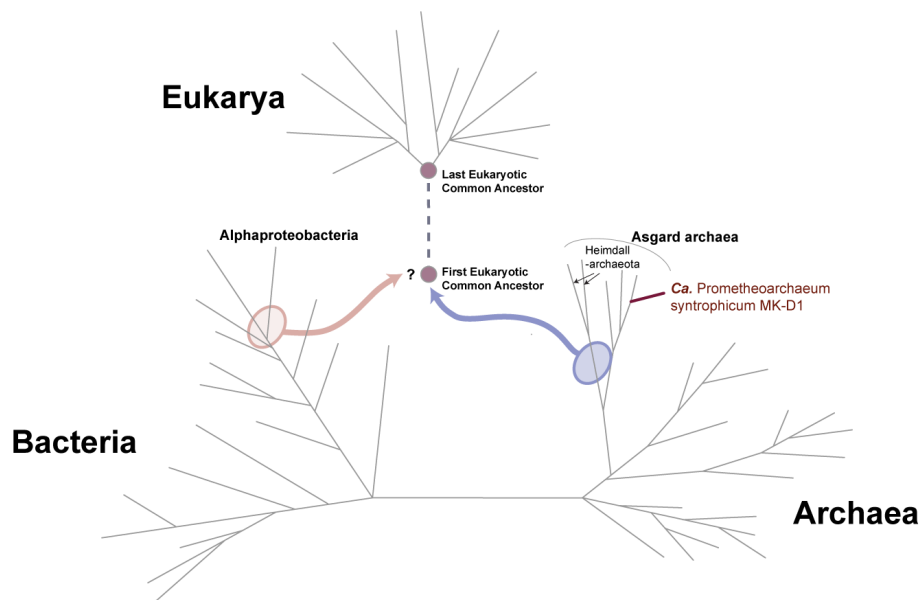 Eukarya
Last Eukaryotic
Common Ancestor
Alphaproteobacteria
Asgard archaea
Heimdall
-archaeota
?
First Eukaryotic
Common Ancestor
Ca. Prometheoarchaeum
syntrophicum MK-D1
Bacteria
Archaea